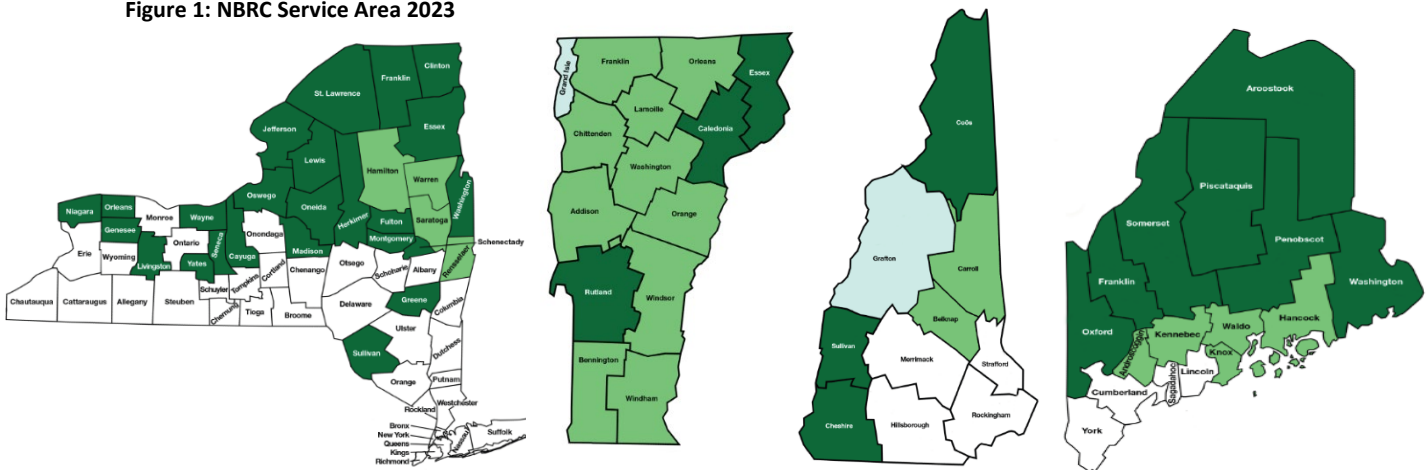 Figure 1: NBRC Service Area 2023
Clinton
Franklin
St. Lawrence
Essex
Jefferson
Lewis
Hamilton
Warren
Oswego
Oneida
Herkimer
Washington
Saratoga
Fulton
Montgomery
Schenectady
Niagara
Orleans
Monroe
Wayne
Genesee
Onondaga
Madison
Ontario
Seneca
Cayuga
Erie
Wyoming
Livingston
Yates
Otsego
Schoharie
Albany
Rensselaer
Chenango
Cortland
Tompkins
Schuyler
Chautauqua
Cattaraugus
Allegany
Steuben
Chemung
Tioga
Broome
Delaware
Greene
Columbia
Ulster
Sullivan
Dutchess
Orange
Putnam
Rockland
Westchester
Bronx
New York
Queens
Kings
Richmond
Nassau
Suffolk
Grand Isle
Franklin
Orleans
Essex
Lamoille
Chittenden
Caledonia
Washington
Addison
Orange
Rutland
Windsor
Bennington
Windham
Coös
Grafton
Carroll
Belknap
Sullivan
Merrimack
Strafford
Cheshire
Hillsborough
Rockingham
Aroostook
Piscataquis
Somerset
Penobscot
Franklin
Washington
Oxford
Androscoggin
Kennebec
Waldo
Hancock
Knox
Lincoln
Sagadahoc
Cumberland
York